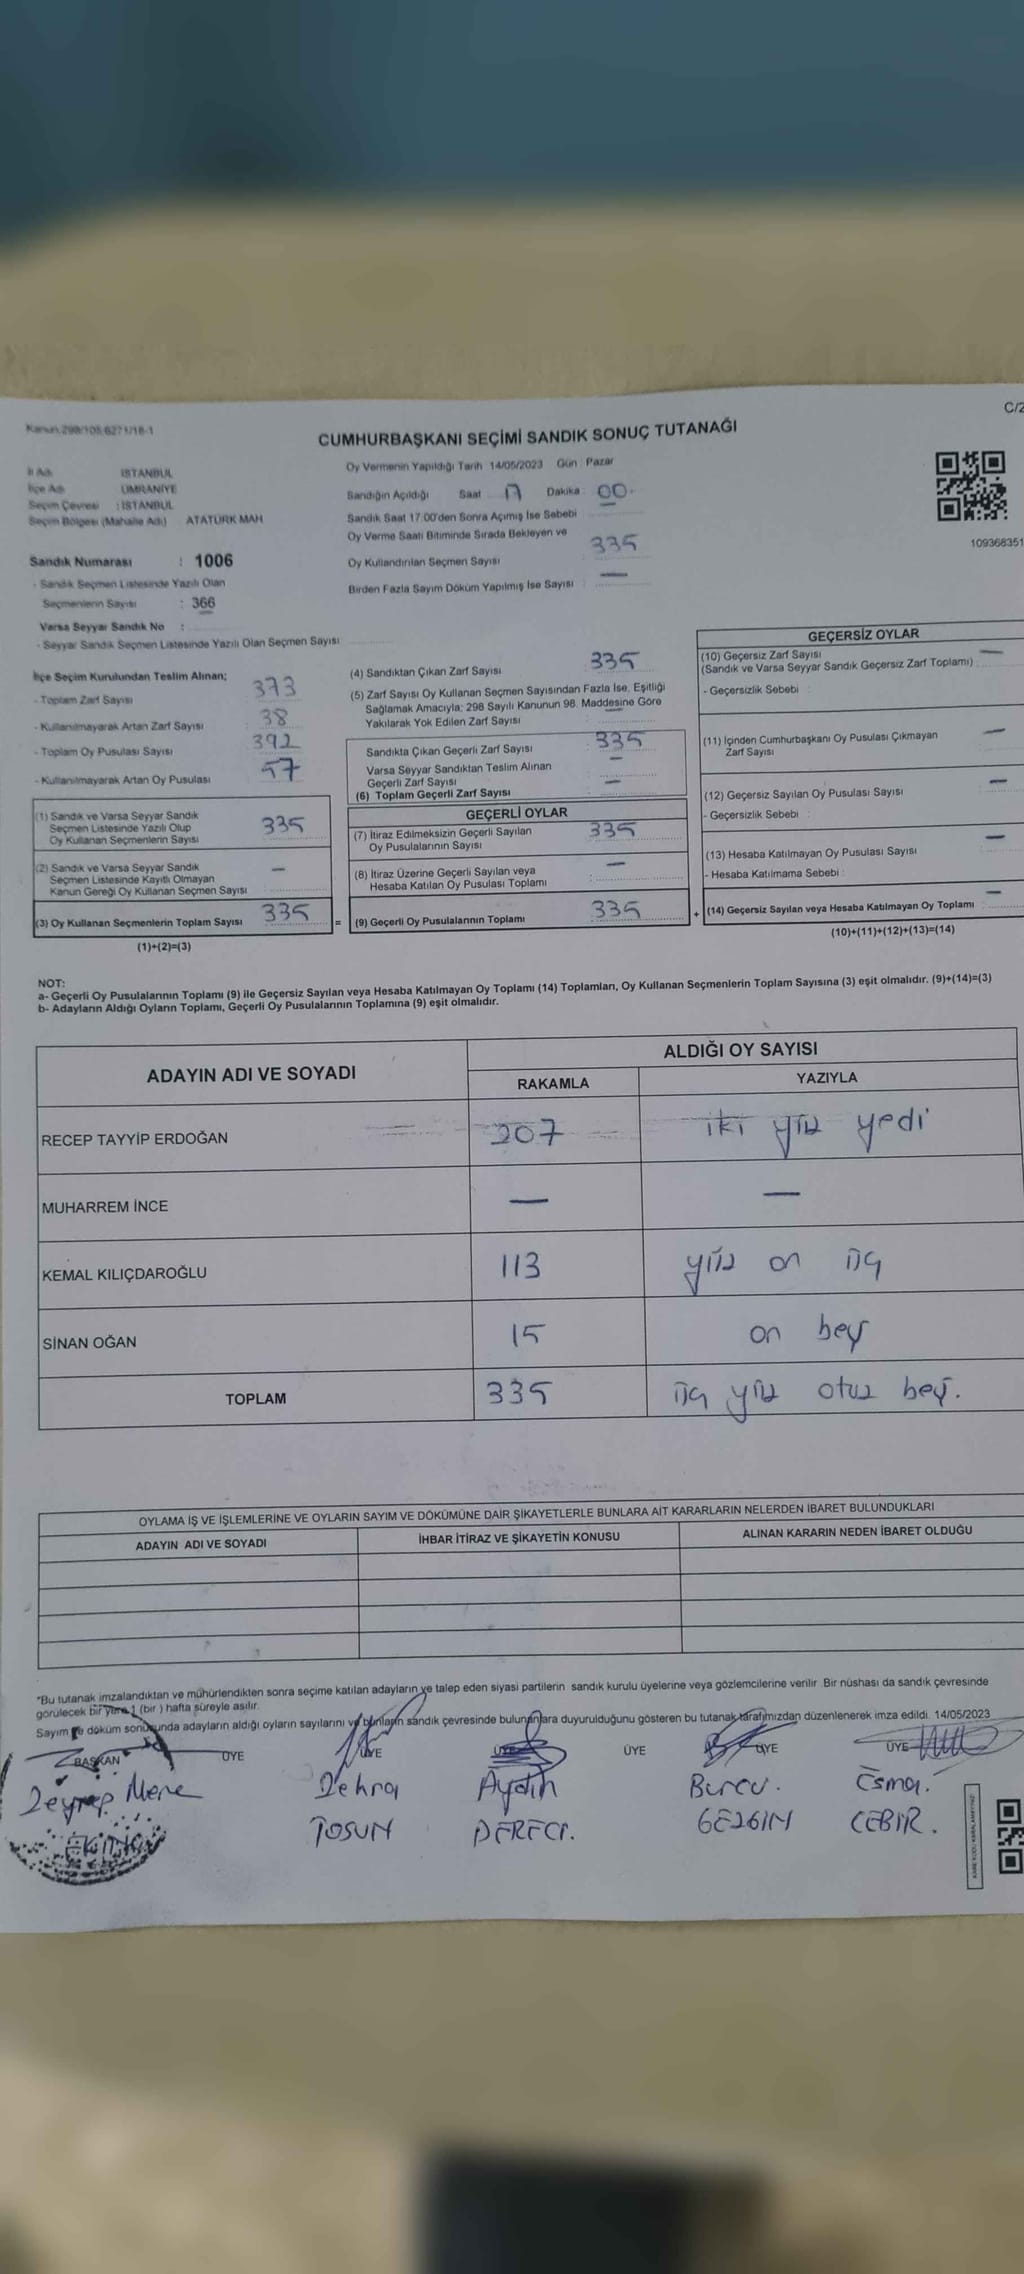 Kanun:298/105.6271/18-1
C/2
CUMHURBAŞKANI SEÇİMİ SANDIK SONUÇ TUTANAĞI
İl Adı : İSTANBUL
İlçe Adı : ÜMRANİYE
Seçim Çevresi : İSTANBUL
Seçim Bölgesi (Mahalle Adı) ATATÜRK MAH
Sandık Numarası : 1006
- Sandık Seçmen Listesinde Yazılı Olan
Seçmenlerin Sayısı : 366
Varsa Seyyar Sandık No :
- Seyyar Sandık Seçmen Listesinde Yazılı Olan Seçmen Sayısı
Oy Vermenin Yapıldığı Tarih 14/05/2023 Gün : Pazar
Sandığın Açıldığı Saat : 17 Dakika : 00
Sandık Saat 17.00'den Sonra Açımış İse Sebebi
Oy Verme Saati Bitiminde Sırada Bekleyen ve
Oy Kullandırılan Seçmen Sayısı : 335
Birden Fazla Sayım Döküm Yapılmış İse Sayısı : —
109368351
İlçe Seçim Kurulundan Teslim Alınan;
- Toplam Zarf Sayısı 373
- Kullanılmayarak Artan Zarf Sayısı 38
- Toplam Oy Pusulası Sayısı 392
- Kullanılmayarak Artan Oy Pusulası 57
(1) Sandık ve Varsa Seyyar Sandık
Seçmen Listesinde Yazılı Olup
Oy Kullanan Seçmenlerin Sayısı 335
(2) Sandık ve Varsa Seyyar Sandık
Seçmen Listesinde Kayıtlı Olmayan
Kanun Gereği Oy Kullanan Seçmen Sayısı —
(3) Oy Kullanan Seçmenlerin Toplam Sayısı 335 =
(1)+(2)=(3)
(4) Sandıktan Çıkan Zarf Sayısı : 335
(5) Zarf Sayısı Oy Kullanan Seçmen Sayısından Fazla İse, Eşitliği
Sağlamak Amacıyla; 298 Sayılı Kanunun 98. Maddesine Göre
Yakılarak Yok Edilen Zarf Sayısı : —
Sandıkta Çıkan Geçerli Zarf Sayısı : 335
Varsa Seyyar Sandıktan Teslim Alınan
Geçerli Zarf Sayısı : —
(6) Toplam Geçerli Zarf Sayısı : —
GEÇERLİ OYLAR
(7) İtiraz Edilmeksizin Geçerli Sayılan
Oy Pusulalarının Sayısı : 335
(8) İtiraz Üzerine Geçerli Sayılan veya
Hesaba Katılan Oy Pusulası Toplamı : —
(9) Geçerli Oy Pusulalarının Toplamı : 335 +
GEÇERSİZ OYLAR
(10) Geçersiz Zarf Sayısı —
(Sandık ve Varsa Seyyar Sandık Geçersiz Zarf Toplamı)
- Geçersizlik Sebebi :
(11) İçinden Cumhurbaşkanı Oy Pusulası Çıkmayan
Zarf Sayısı —
(12) Geçersiz Sayılan Oy Pusulası Sayısı —
- Geçersizlik Sebebi :
(13) Hesaba Katılmayan Oy Pusulası Sayısı —
- Hesaba Katılmama Sebebi :
(14) Geçersiz Sayılan veya Hesaba Katılmayan Oy Toplamı —
(10)+(11)+(12)+(13)=(14)
NOT:
a- Geçerli Oy Pusulalarının Toplamı (9) ile Geçersiz Sayılan veya Hesaba Katılmayan Oy Toplamı (14) Toplamları, Oy Kullanan Seçmenlerin Toplam Sayısına (3) eşit olmalıdır. (9)+(14)=(3)
b- Adayların Aldığı Oyların Toplamı, Geçerli Oy Pusulalarının Toplamına (9) eşit olmalıdır.
ADAYIN ADI VE SOYADI ALDIĞI OY SAYISI
RAKAMLA YAZIYLA
RECEP TAYYİP ERDOĞAN 207 iki yüz yedi
MUHARREM İNCE — —
KEMAL KILIÇDAROĞLU 113 yüz on üç
SİNAN OĞAN 15 on beş
TOPLAM 335 üç yüz otuz beş.
OYLAMA İŞ VE İŞLEMLERİNE VE OYLARIN SAYIM VE DÖKÜMÜNE DAİR ŞİKAYETLERLE BUNLARA AİT KARARLARIN NELERDEN İBARET BULUNDUKLARI
ADAYIN ADI VE SOYADI İHBAR İTİRAZ VE ŞİKAYETİN KONUSU ALINAN KARARIN NEDEN İBARET OLDUĞU
*Bu tutanak imzalandıktan ve mühürlendikten sonra seçime katılan adayların ve talep eden siyasi partilerin sandık kurulu üyelerine veya gözlemcilerine verilir. Bir nüshası da sandık çevresinde
görülecek bir yere 1 (bir) hafta süreyle asılır.
Sayım ve döküm sonucunda adayların aldığı oyların sayılarını ve bunların sandık çevresinde bulunanlara duyurulduğunu gösteren bu tutanak tarafımızdan düzenlenerek imza edildi. 14/05/2023
BAŞKAN ÜYE ÜYE ÜYE ÜYE ÜYE ÜYE
Zeynep Zehra Aydın Burcu. Esma.
EKİNCİ TOSUN DERECİ. GEZGİN CEBİR.